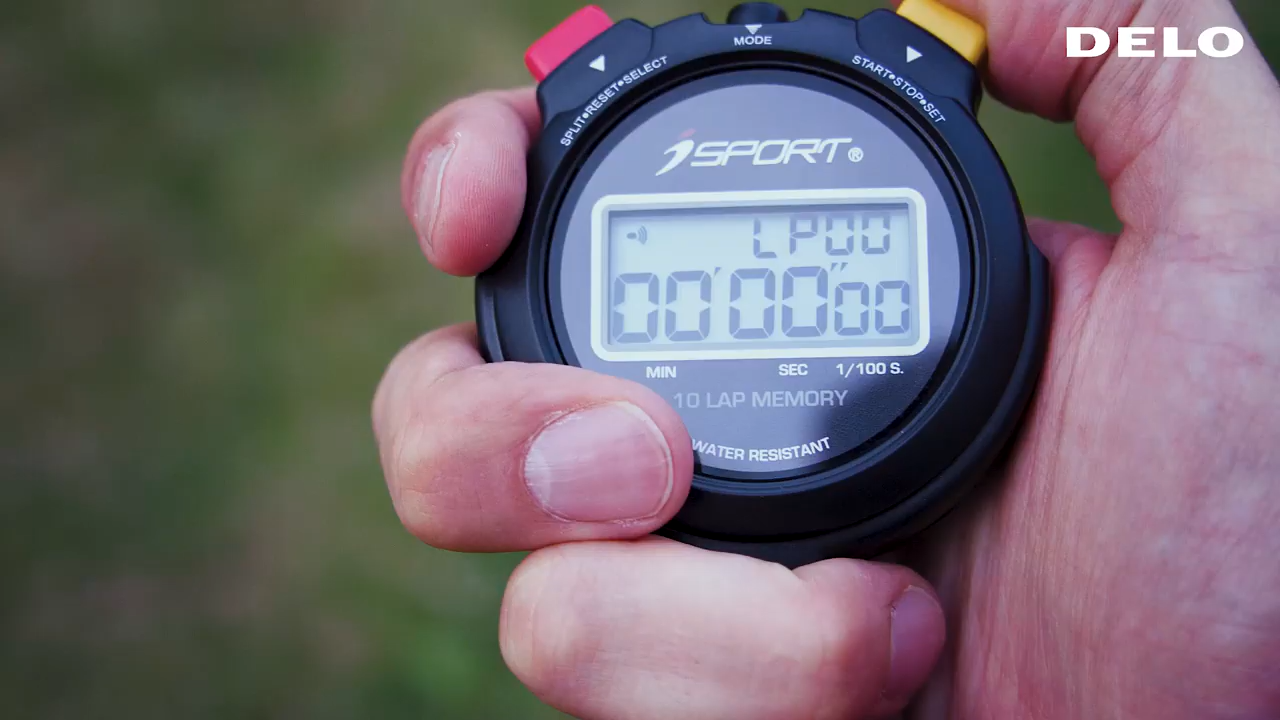 DELO
MODE
SPLIT•RESET•SELECT
START•STOP•SET
iSPORT®
LP00
00'00"00
MIN SEC 1/100 S.
10 LAP MEMORY
WATER RESISTANT